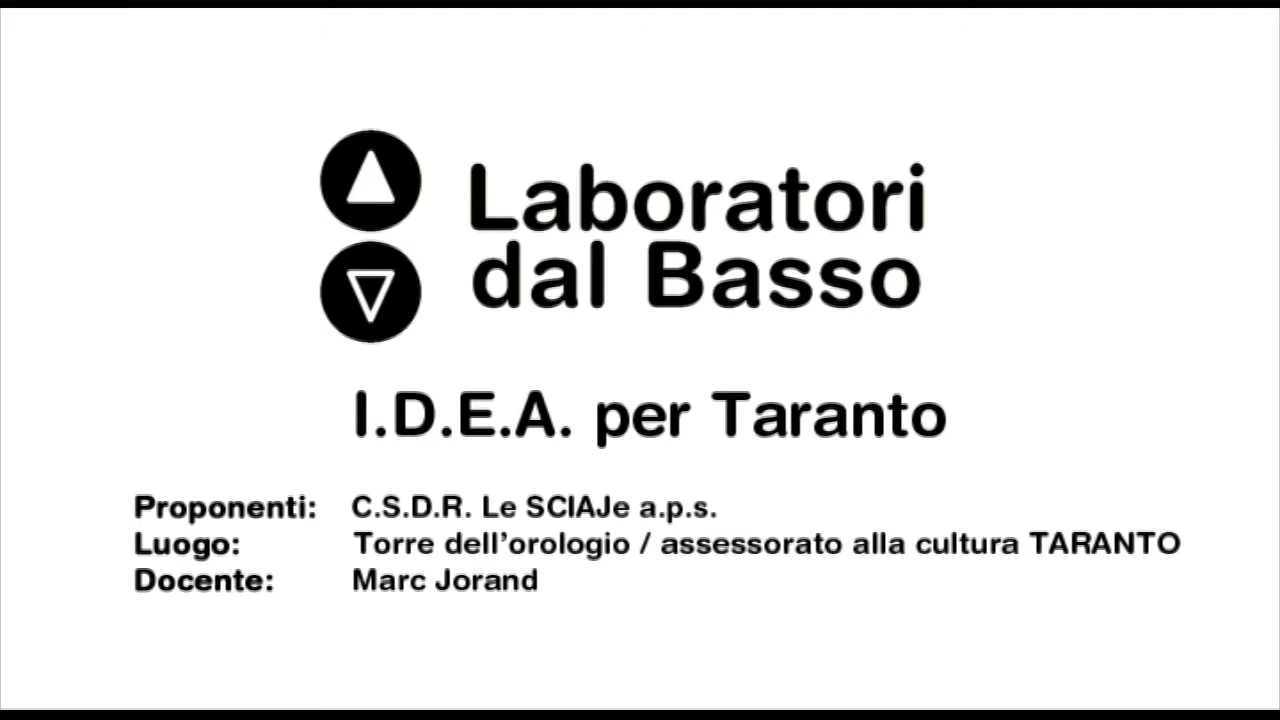 Laboratori
dal Basso
I.D.E.A. per Taranto
Proponenti: C.S.D.R. Le SCIAJe a.p.s.
Luogo: Torre dell’orologio / assessorato alla cultura TARANTO
Docente: Marc Jorand